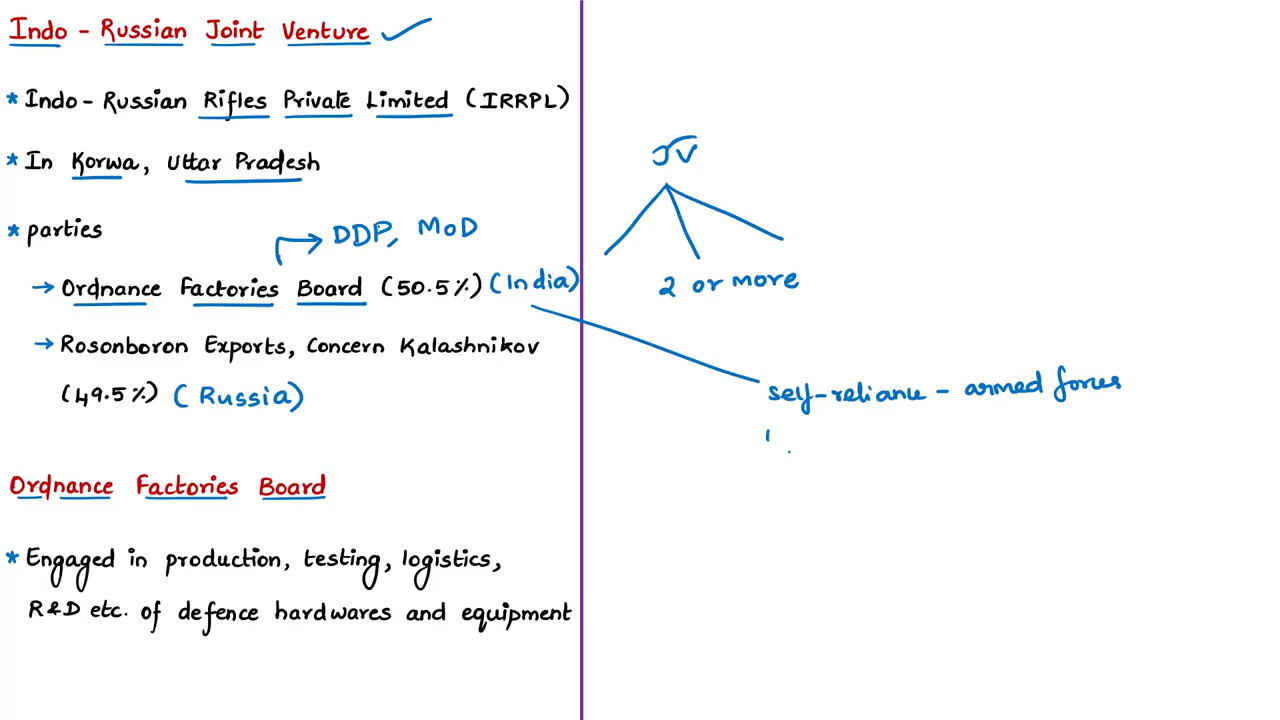 Indo - Russian Joint Venture
* Indo - Russian Rifles Private Limited (IRRPL)
* In Korwa, Uttar Pradesh
* parties
→ DDP, MoD
→ Ordnance Factories Board (50.5%) (India)
→ Rosonboron Exports, Concern Kalashnikov
(49.5%) (Russia)
Ordnance Factories Board
* Engaged in production, testing, logistics,
R&D etc. of defence hardwares and equipment
JV
2 or more
self-reliance - armed forces